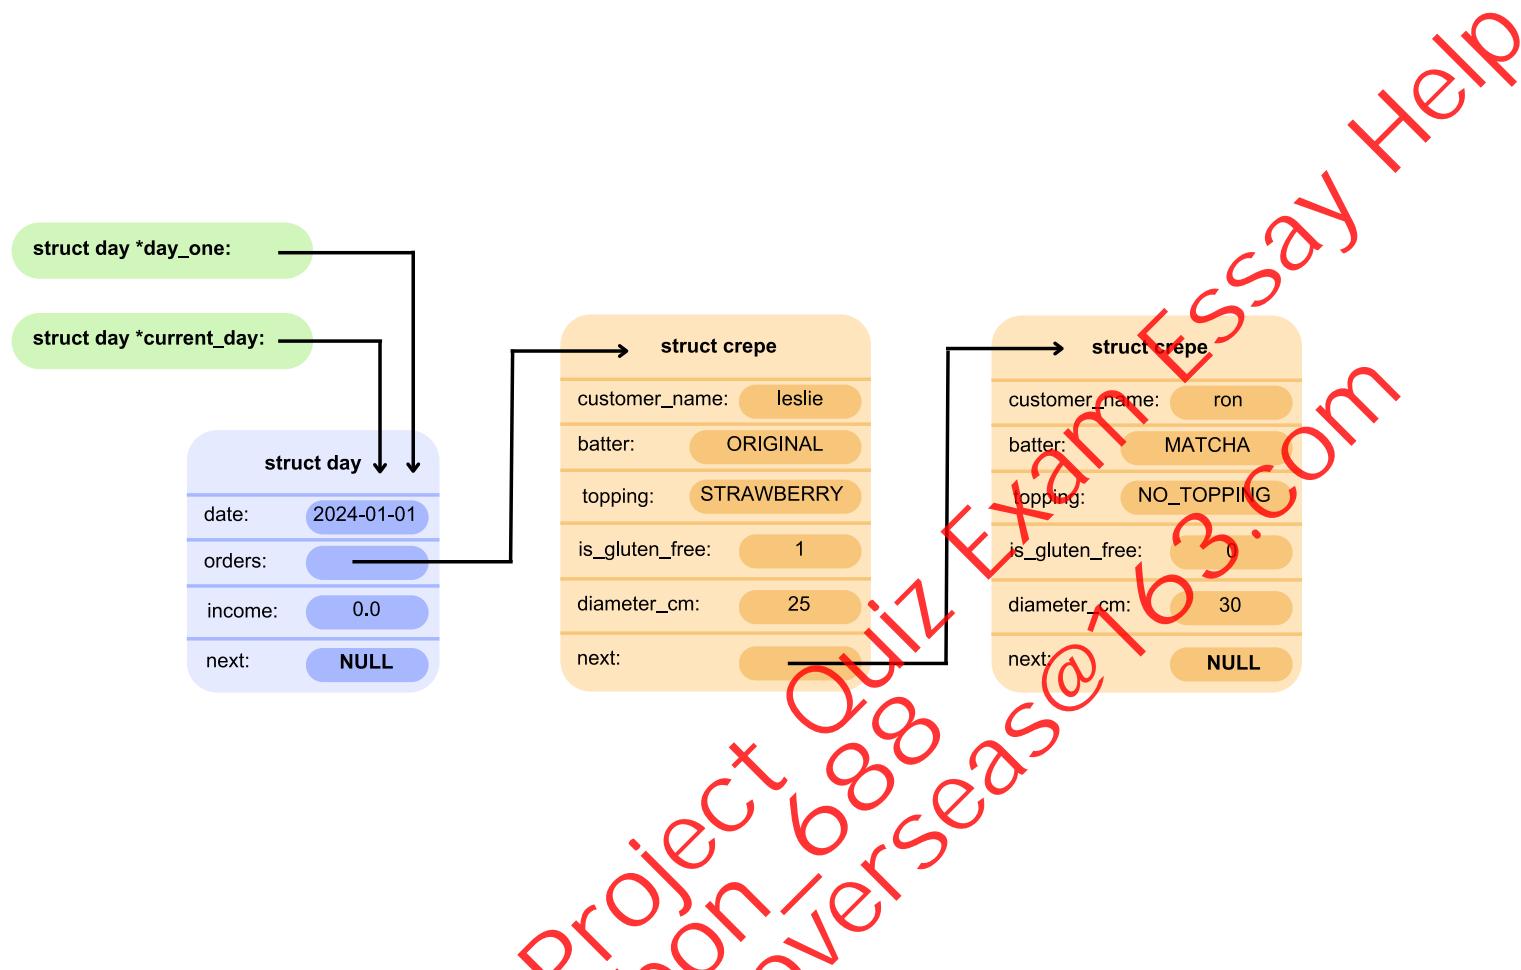 struct day *day_one:
struct day *current_day:
struct day
date: 2024-01-01
orders:
income: 0.0
next: NULL
struct crepe
customer_name: leslie
batter: ORIGINAL
topping: STRAWBERRY
is_gluten_free: 1
diameter_cm: 25
next:
struct crepe
customer_name: ron
batter: MATCHA
topping: NO_TOPPING
is_gluten_free: 0
diameter_cm: 30
next: NULL
Project Quiz Exam Essay Help
_688
overseas@163.com